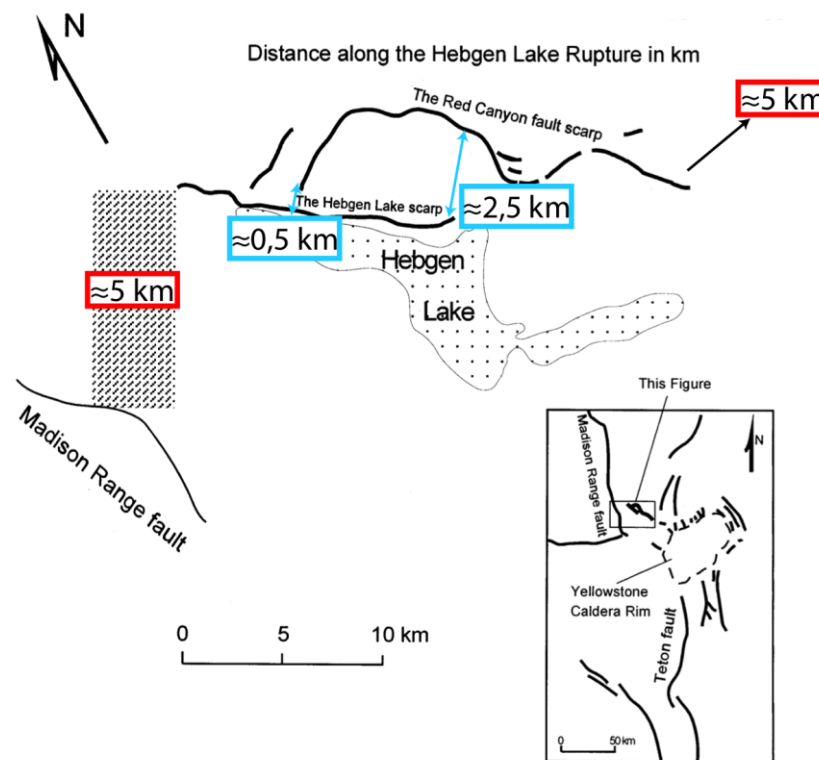 N
Distance along the Hebgen Lake Rupture in km
≈5 km
The Red Canyon fault scarp
The Hebgen Lake scarp
≈2,5 km
≈0,5 km
Hebgen
Lake
≈5 km
Madison Range fault
This Figure
Madison Range fault
N
Yellowstone
Caldera Rim
Teton fault
0 50km
0 5 10 km